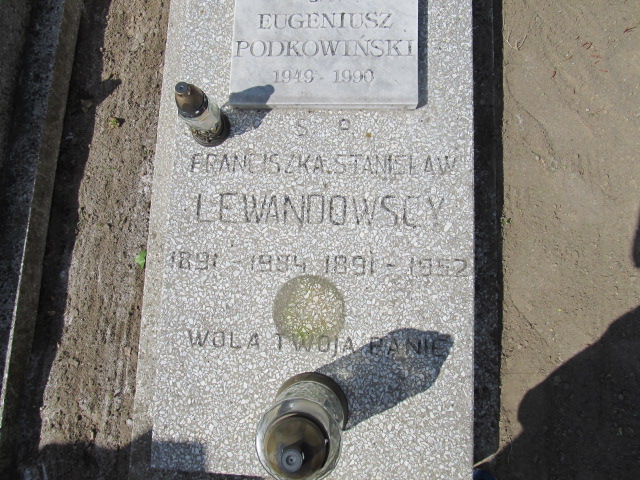 EUGENIUSZ
PODKOWIŃSKI
1949 - 1990
Ś P
FRANCISZKA.STANISŁAW
LEWANDOWSCY
1891 - 1994 1891 - 1952
WOLA TWOJA PANIE